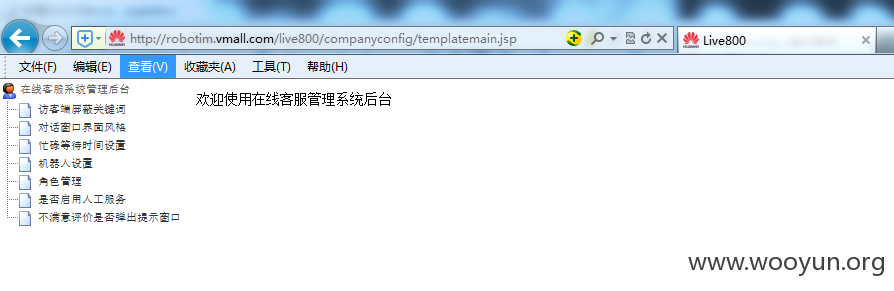 http://robotim.vmall.com/live800/companyconfig/templatemain.jsp
Live800
文件(F) 编辑(E) 查看(V) 收藏夹(A) 工具(T) 帮助(H)
在线客服系统管理后台
欢迎使用在线客服管理系统后台
访客端屏蔽关键词
对话窗口界面风格
忙碌等待时间设置
机器人设置
角色管理
是否启用人工服务
不满意评价是否弹出提示窗口
www.wooyun.org